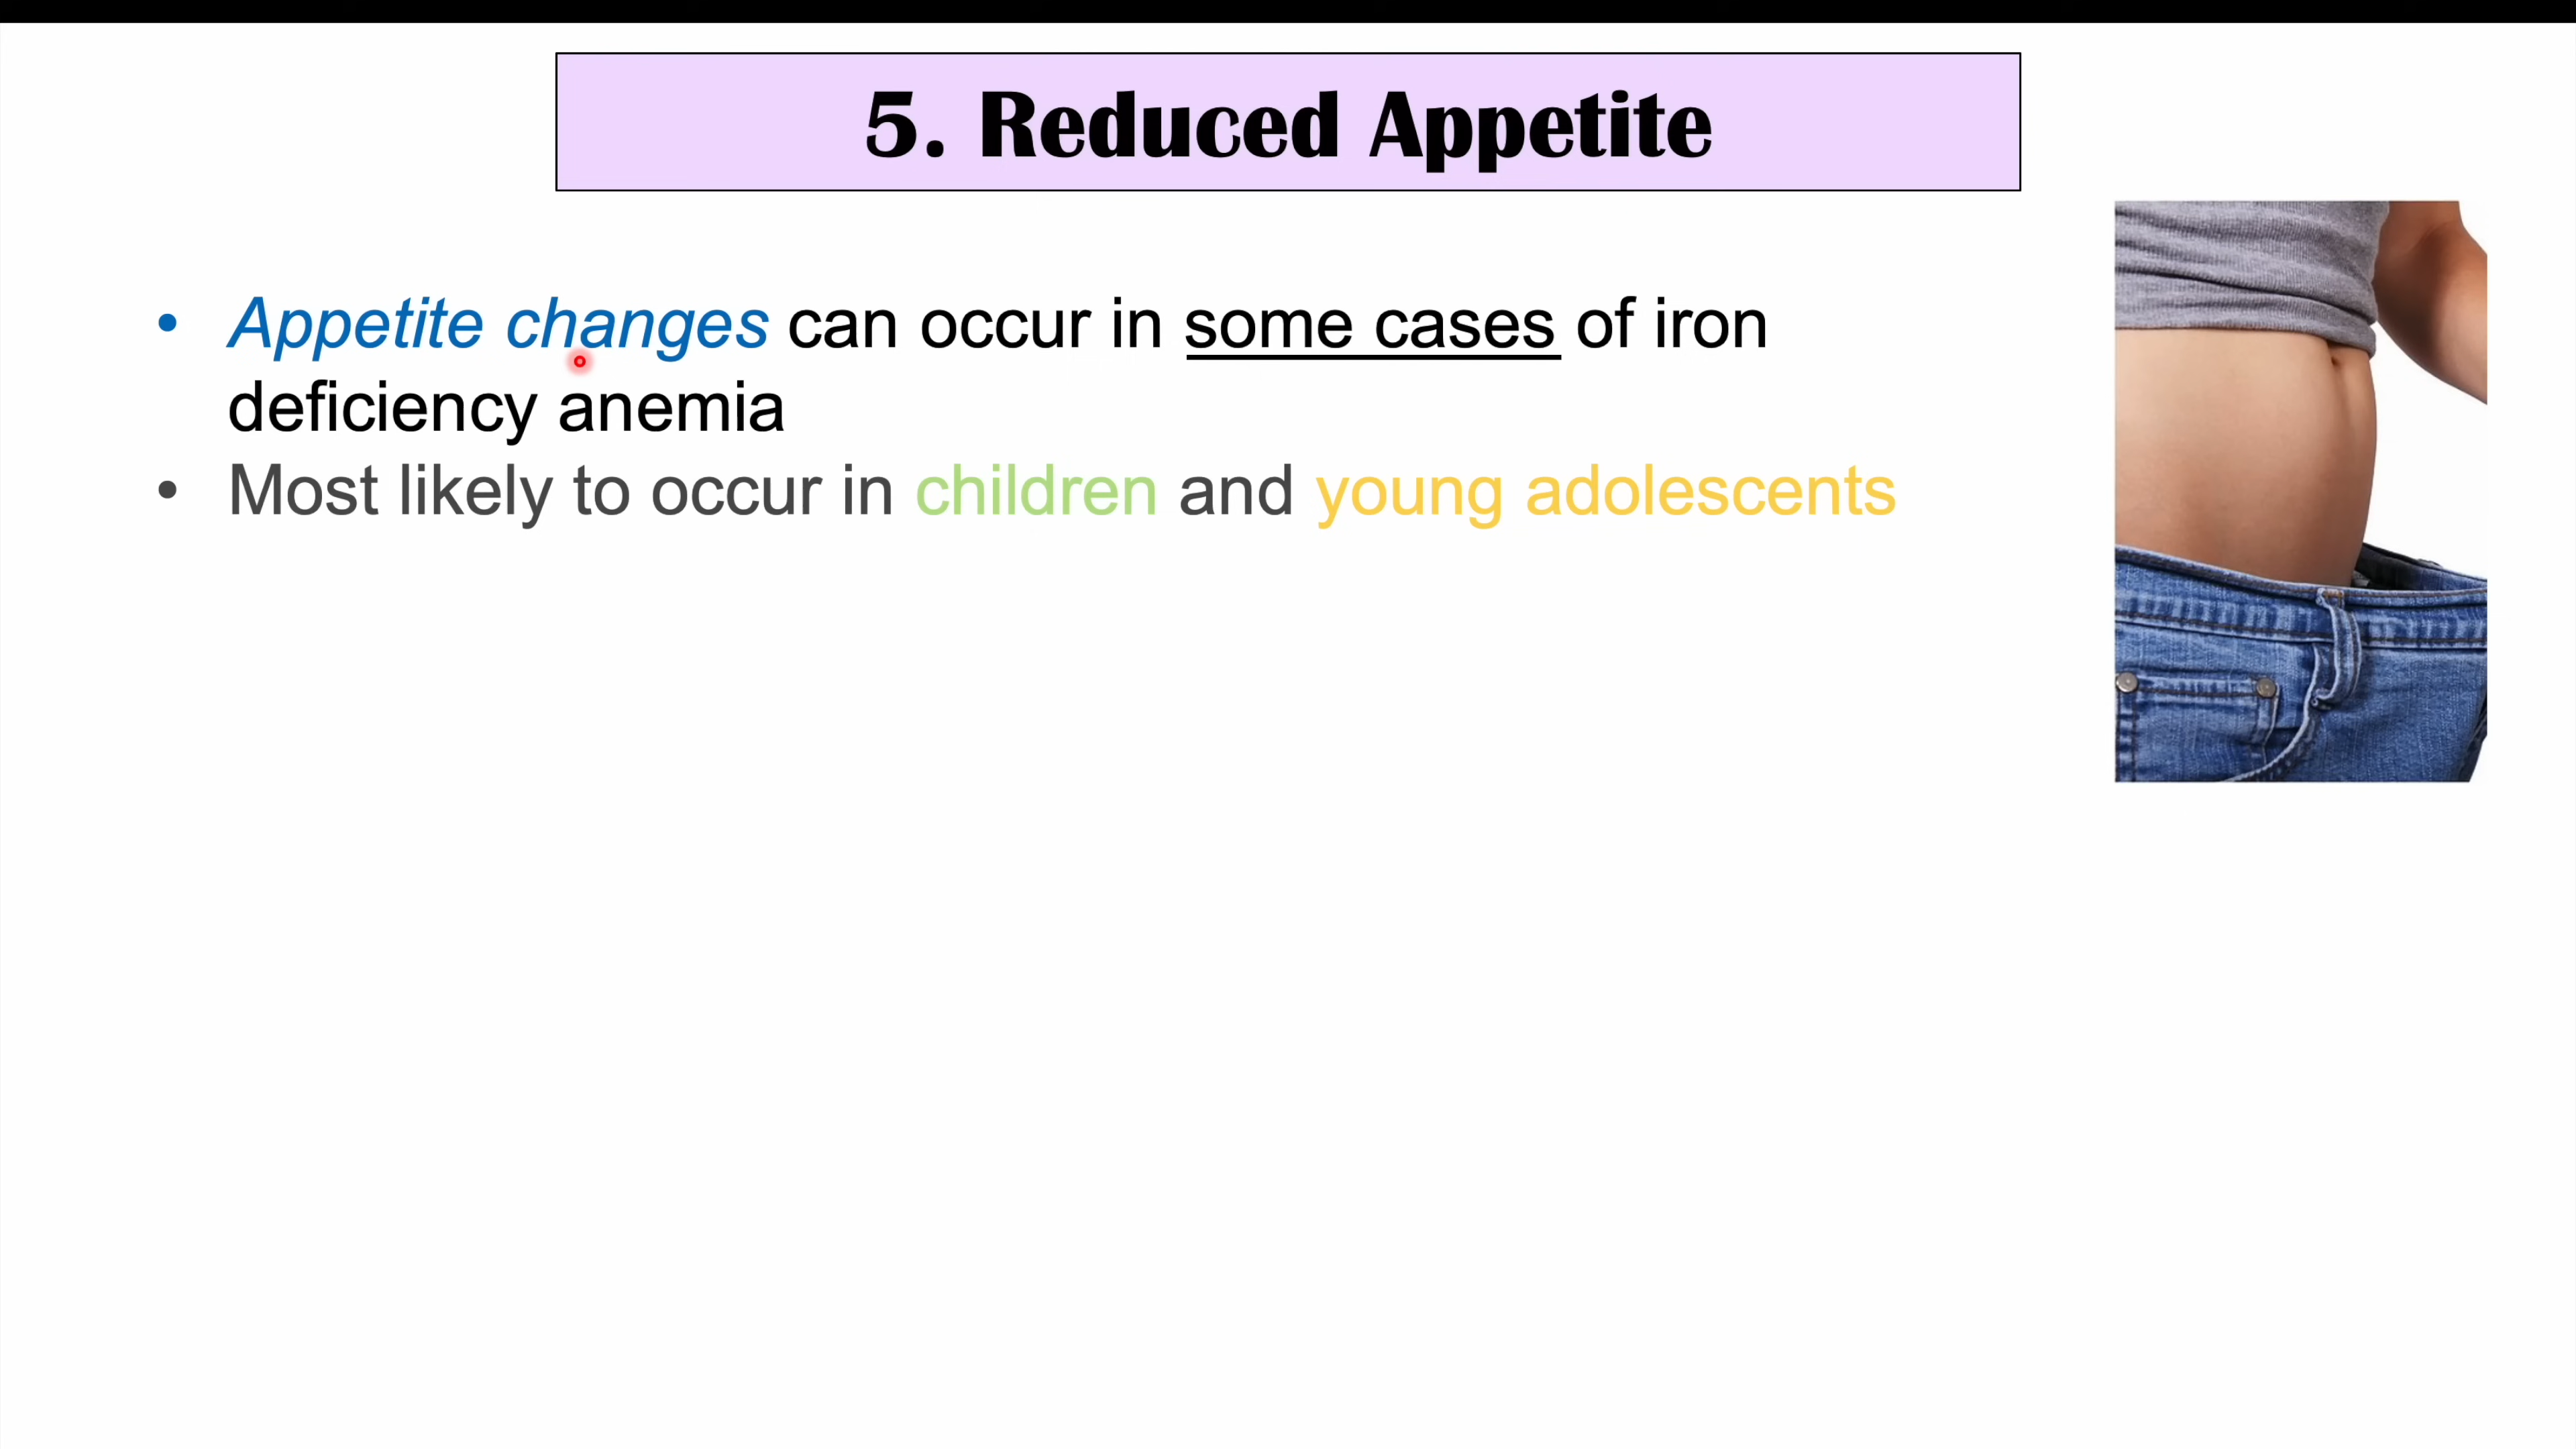 5. Reduced Appetite
• Appetite changes can occur in some cases of iron
deficiency anemia
• Most likely to occur in children and young adolescents